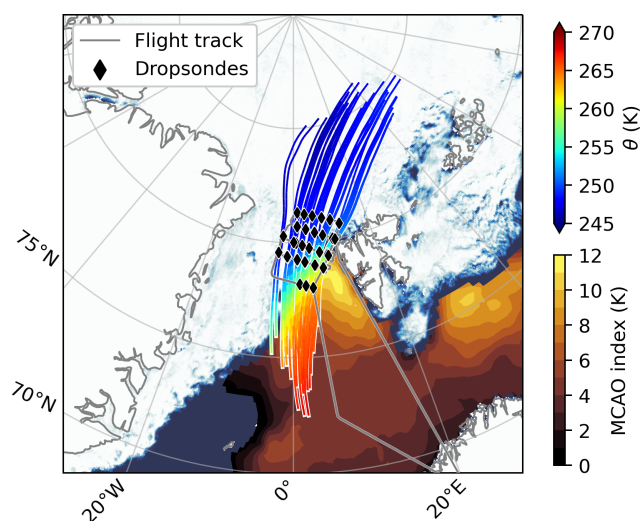 Flight track
Dropsondes
75°N
70°N
20°W
0°
20°E
270
265
260
255
250
245
θ (K)
12
10
8
6
4
2
0
MCAO index (K)